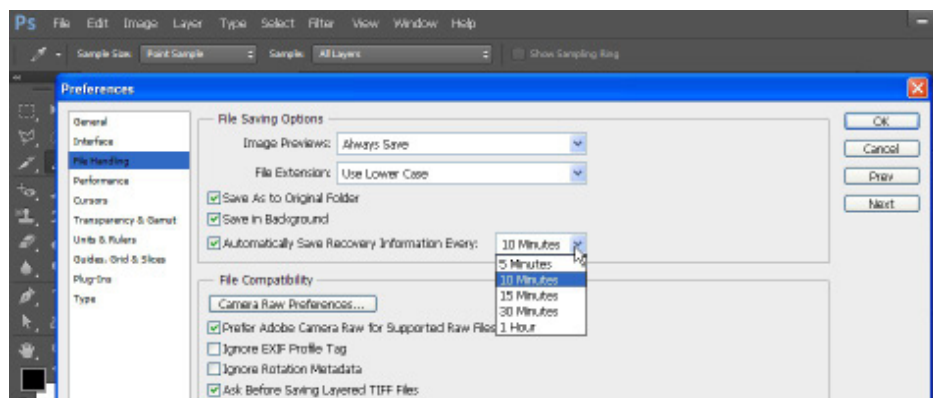 Ps File Edit Image Layer Type Select Filter View Window Help
Sample Size: Point Sample Sample: All Layers Show Sampling Ring
Preferences
General
Interface
File Handling
Performance
Cursors
Transparency & Gamut
Units & Rulers
Guides, Grid & Slices
Plug-Ins
Type
File Saving Options
Image Previews: Always Save
File Extension: Use Lower Case
Save As to Original Folder
Save in Background
Automatically Save Recovery Information Every: 10 Minutes
5 Minutes
10 Minutes
15 Minutes
30 Minutes
1 Hour
File Compatibility
Camera Raw Preferences...
Prefer Adobe Camera Raw for Supported Raw Files
Ignore EXIF Profile Tag
Ignore Rotation Metadata
Ask Before Saving Layered TIFF Files
OK
Cancel
Prev
Next